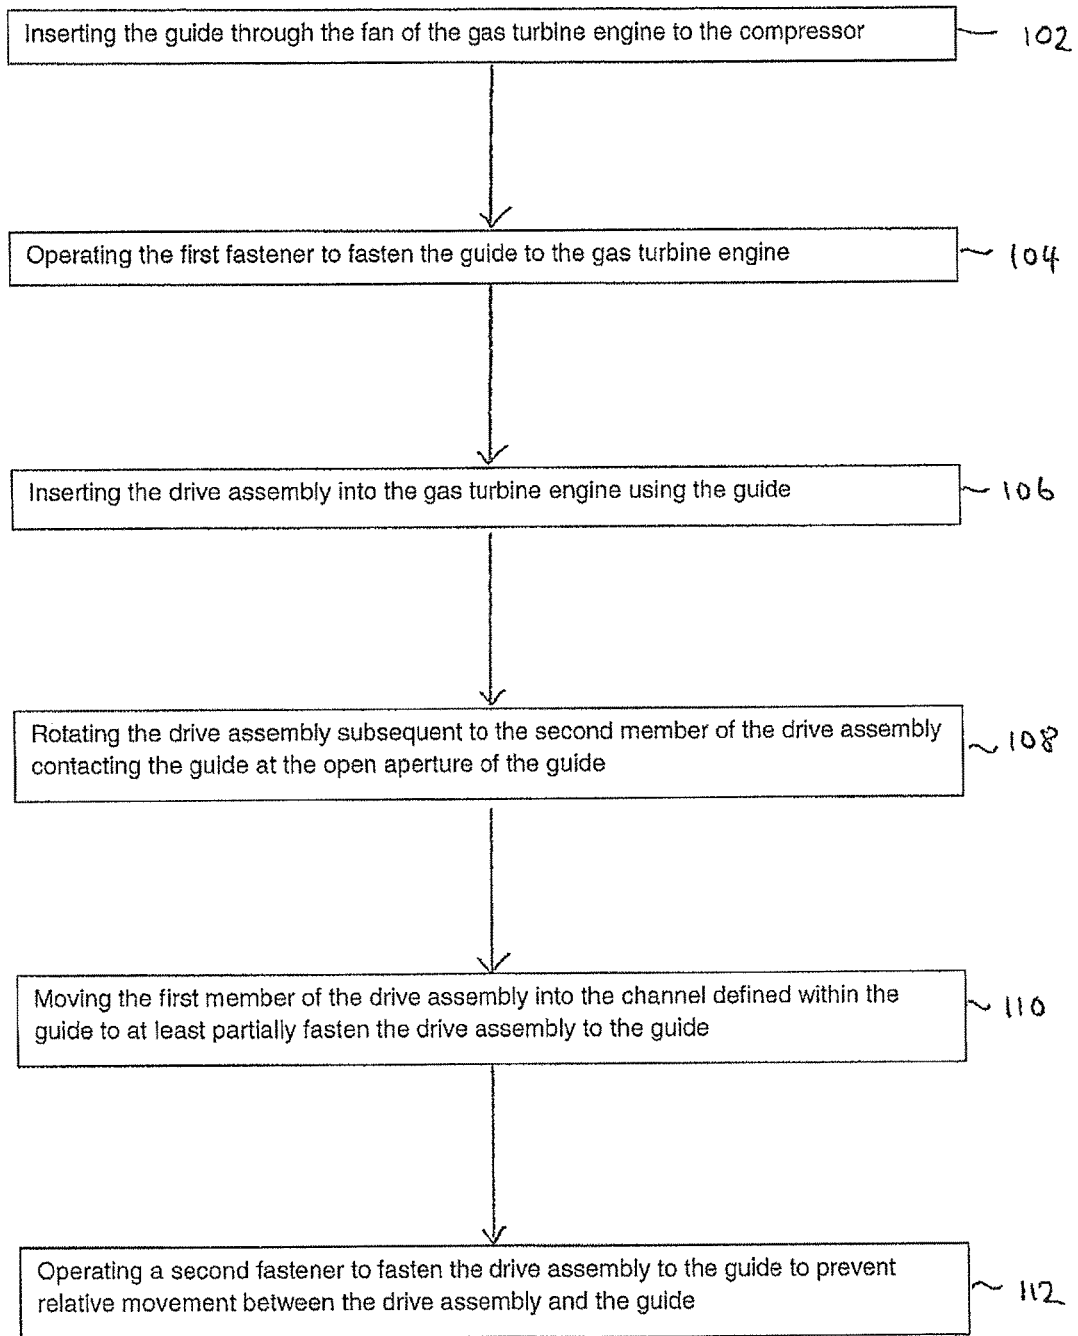 Inserting the guide through the fan of the gas turbine engine to the compressor
102
Operating the first fastener to fasten the guide to the gas turbine engine
104
Inserting the drive assembly into the gas turbine engine using the guide
106
Rotating the drive assembly subsequent to the second member of the drive assembly
contacting the guide at the open aperture of the guide
108
Moving the first member of the drive assembly into the channel defined within the
guide to at least partially fasten the drive assembly to the guide
110
Operating a second fastener to fasten the drive assembly to the guide to prevent
relative movement between the drive assembly and the guide
112